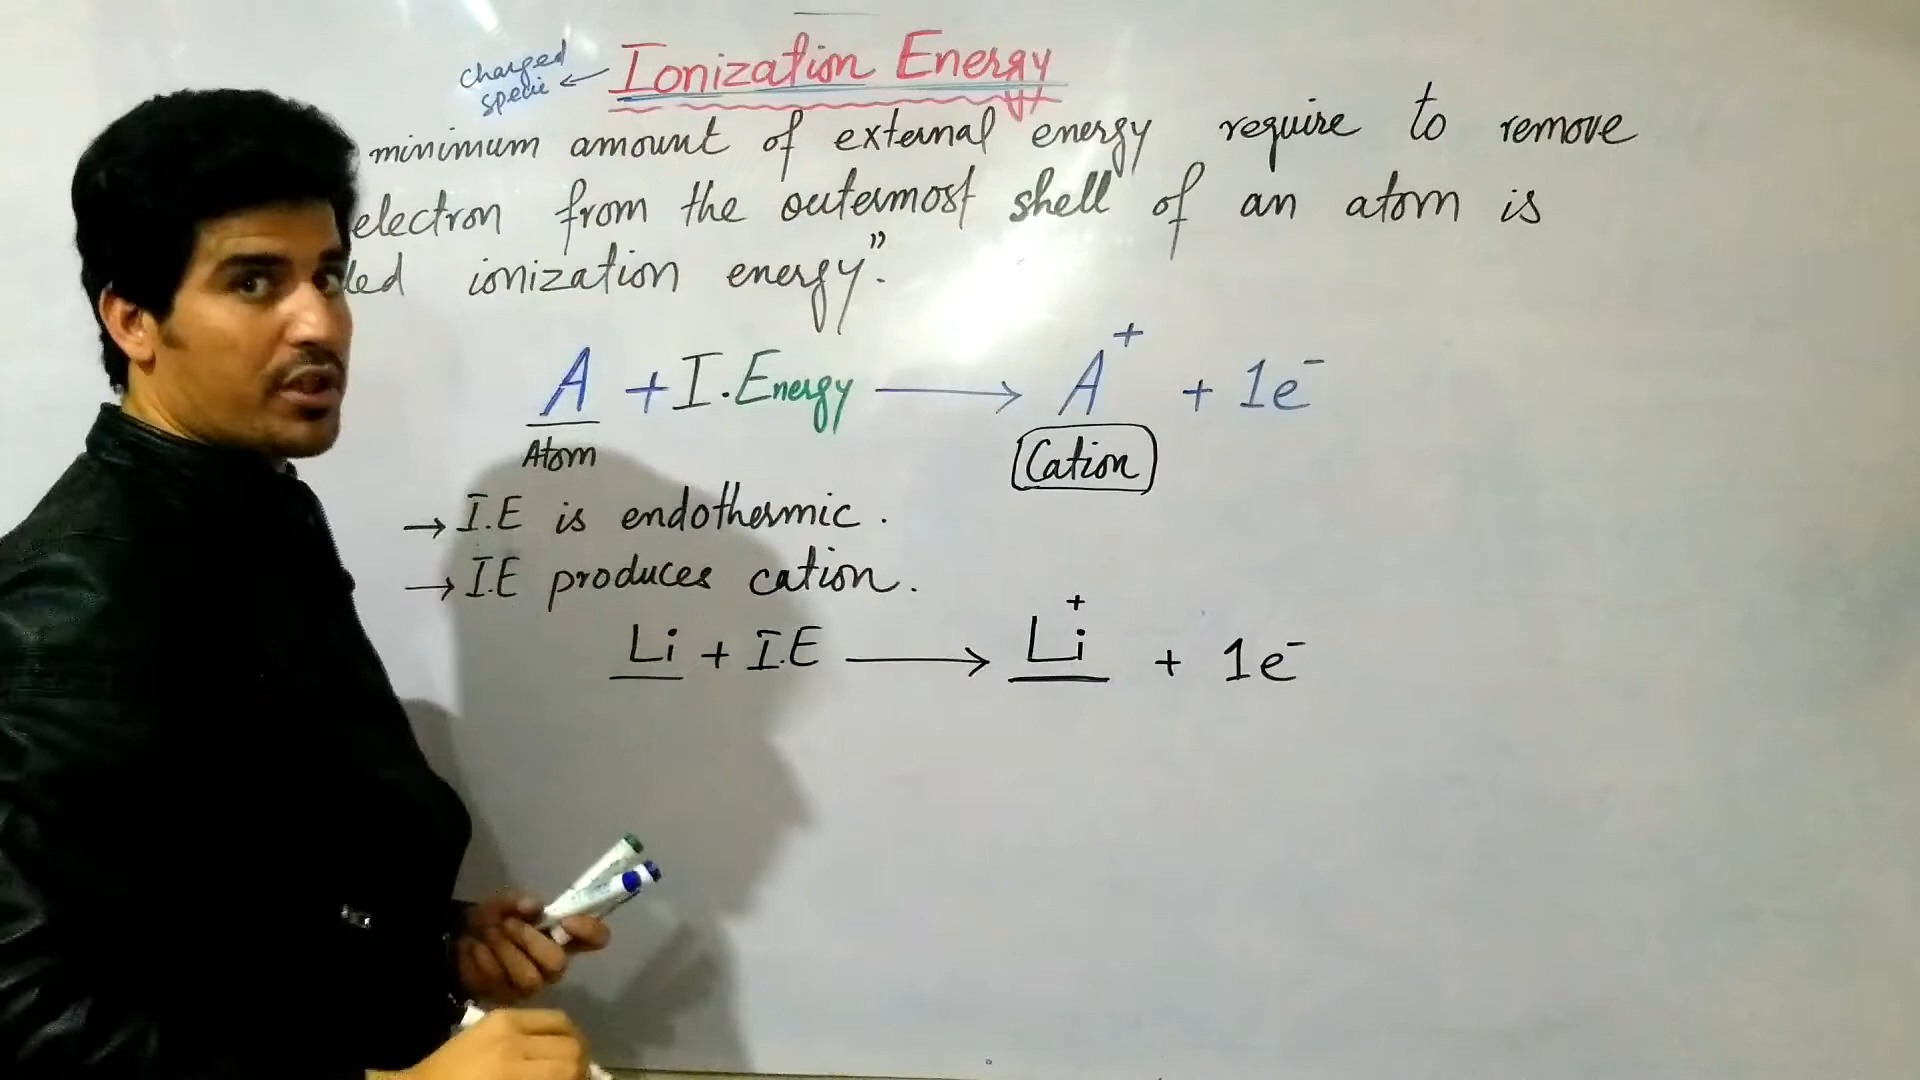 charged
specie ← Ionization Energy
minimum amount of external energy require to remove
electron from the outermost shell of an atom is
led ionization energy”.
A + I.Energy ⟶ A⁺ + 1e⁻
Atom Cation
→ I.E is endothermic.
→ I.E produces cation.
Li + I.E ⟶ Li⁺ + 1e⁻